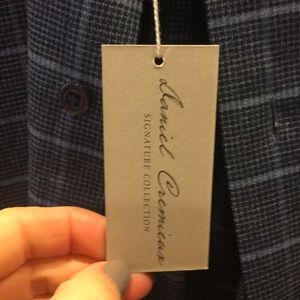 Daniel Cremieux
SIGNATURE COLLECTION